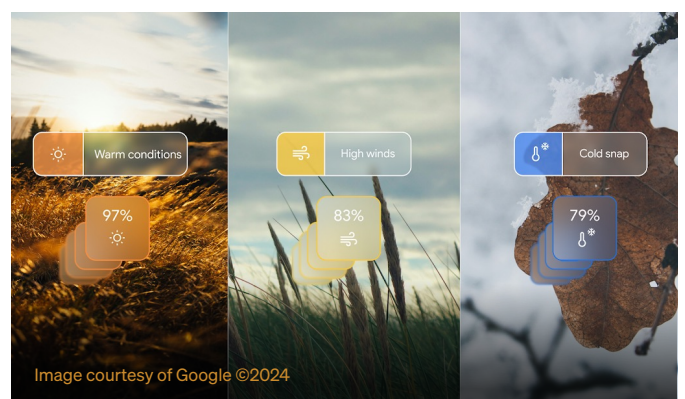 Warm conditions
High winds
Cold snap
97%
83%
79%
Image courtesy of Google ©2024